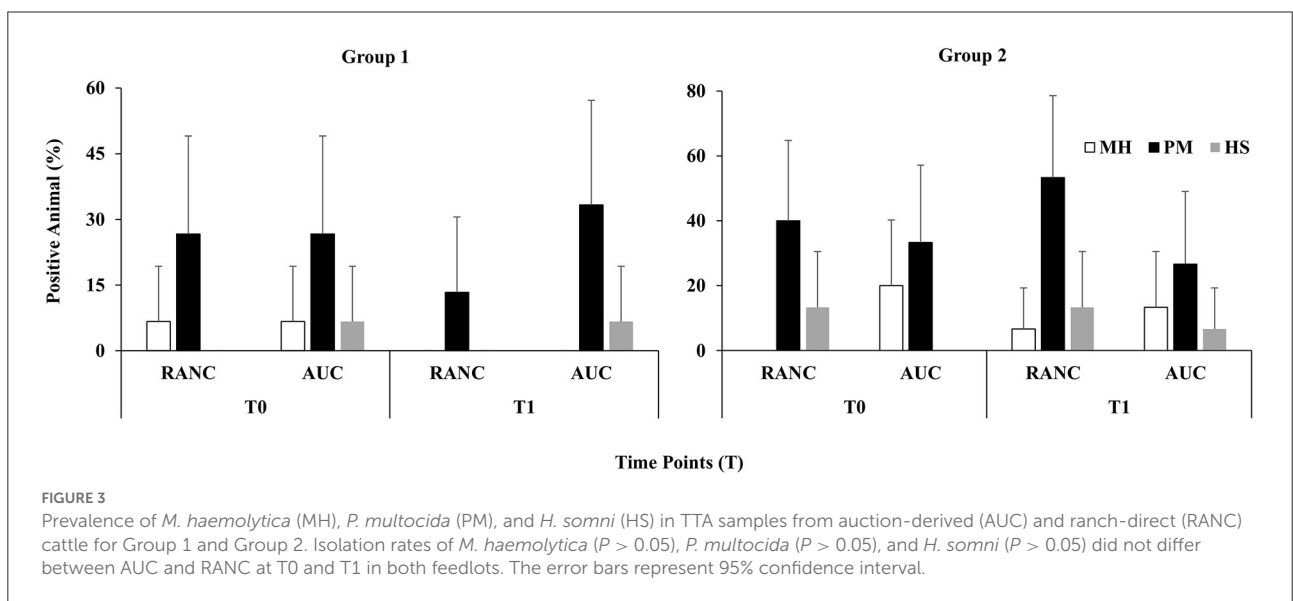 Group 1
Positive Animal (%)
60
45
30
15
0
RANC
AUC
RANC
AUC
T0
T1
Group 2
80
60
40
20
0
MH
PM
HS
RANC
AUC
RANC
AUC
T0
T1
Time Points (T)
FIGURE 3
Prevalence of M. haemolytica (MH), P. multocida (PM), and H. somni (HS) in TTA samples from auction-derived (AUC) and ranch-direct (RANC)
cattle for Group 1 and Group 2. Isolation rates of M. haemolytica (P > 0.05), P. multocida (P > 0.05), and H. somni (P > 0.05) did not differ
between AUC and RANC at T0 and T1 in both feedlots. The error bars represent 95% confidence interval.